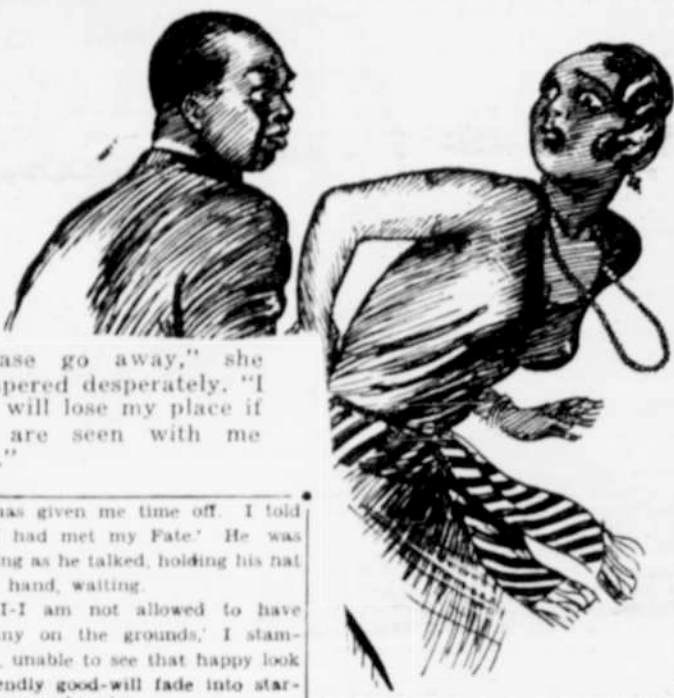 ase go away," she
pered desperately. "I
will lose my place if
are seen with me
."
has given me time off. I told
had met my Fate.' He was
ng as he talked, holding his hat
hand, waiting.
I-I am not allowed to have
ny on the grounds,' I stam-
, unable to see that happy look
endly good-will fade into star-